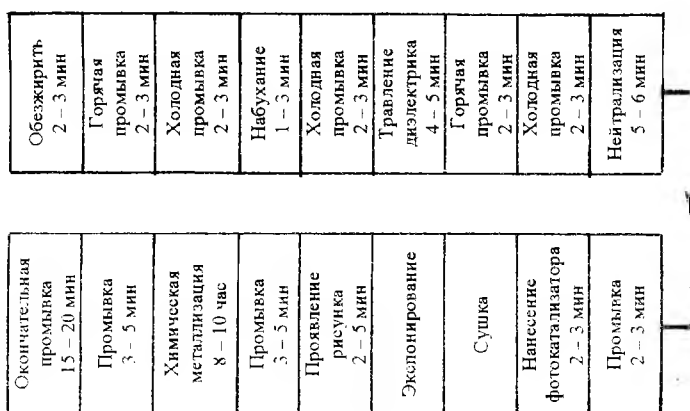 Обезжирить
2 – 3 мин
Горячая
промывка
2 – 3 мин
Холодная
промывка
2 – 3 мин
Набухание
1 – 3 мин
Холодная
промывка
2 – 3 мин
Травление
диэлектрика
4 – 5 мин
Горячая
промывка
2 – 3 мин
Холодная
промывка
2 – 3 мин
Нейтрализация
5 – 6 мин
Окончательная
промывка
15 – 20 мин
Промывка
3 – 5 мин
Химическая
металлизация
8 – 10 час
Промывка
3 – 5 мин
Проявление
рисунка
2 – 5 мин
Экспонирование
Сушка
Нанесение
фотокатализатора
2 – 3 мин
Промывка
2 – 3 мин